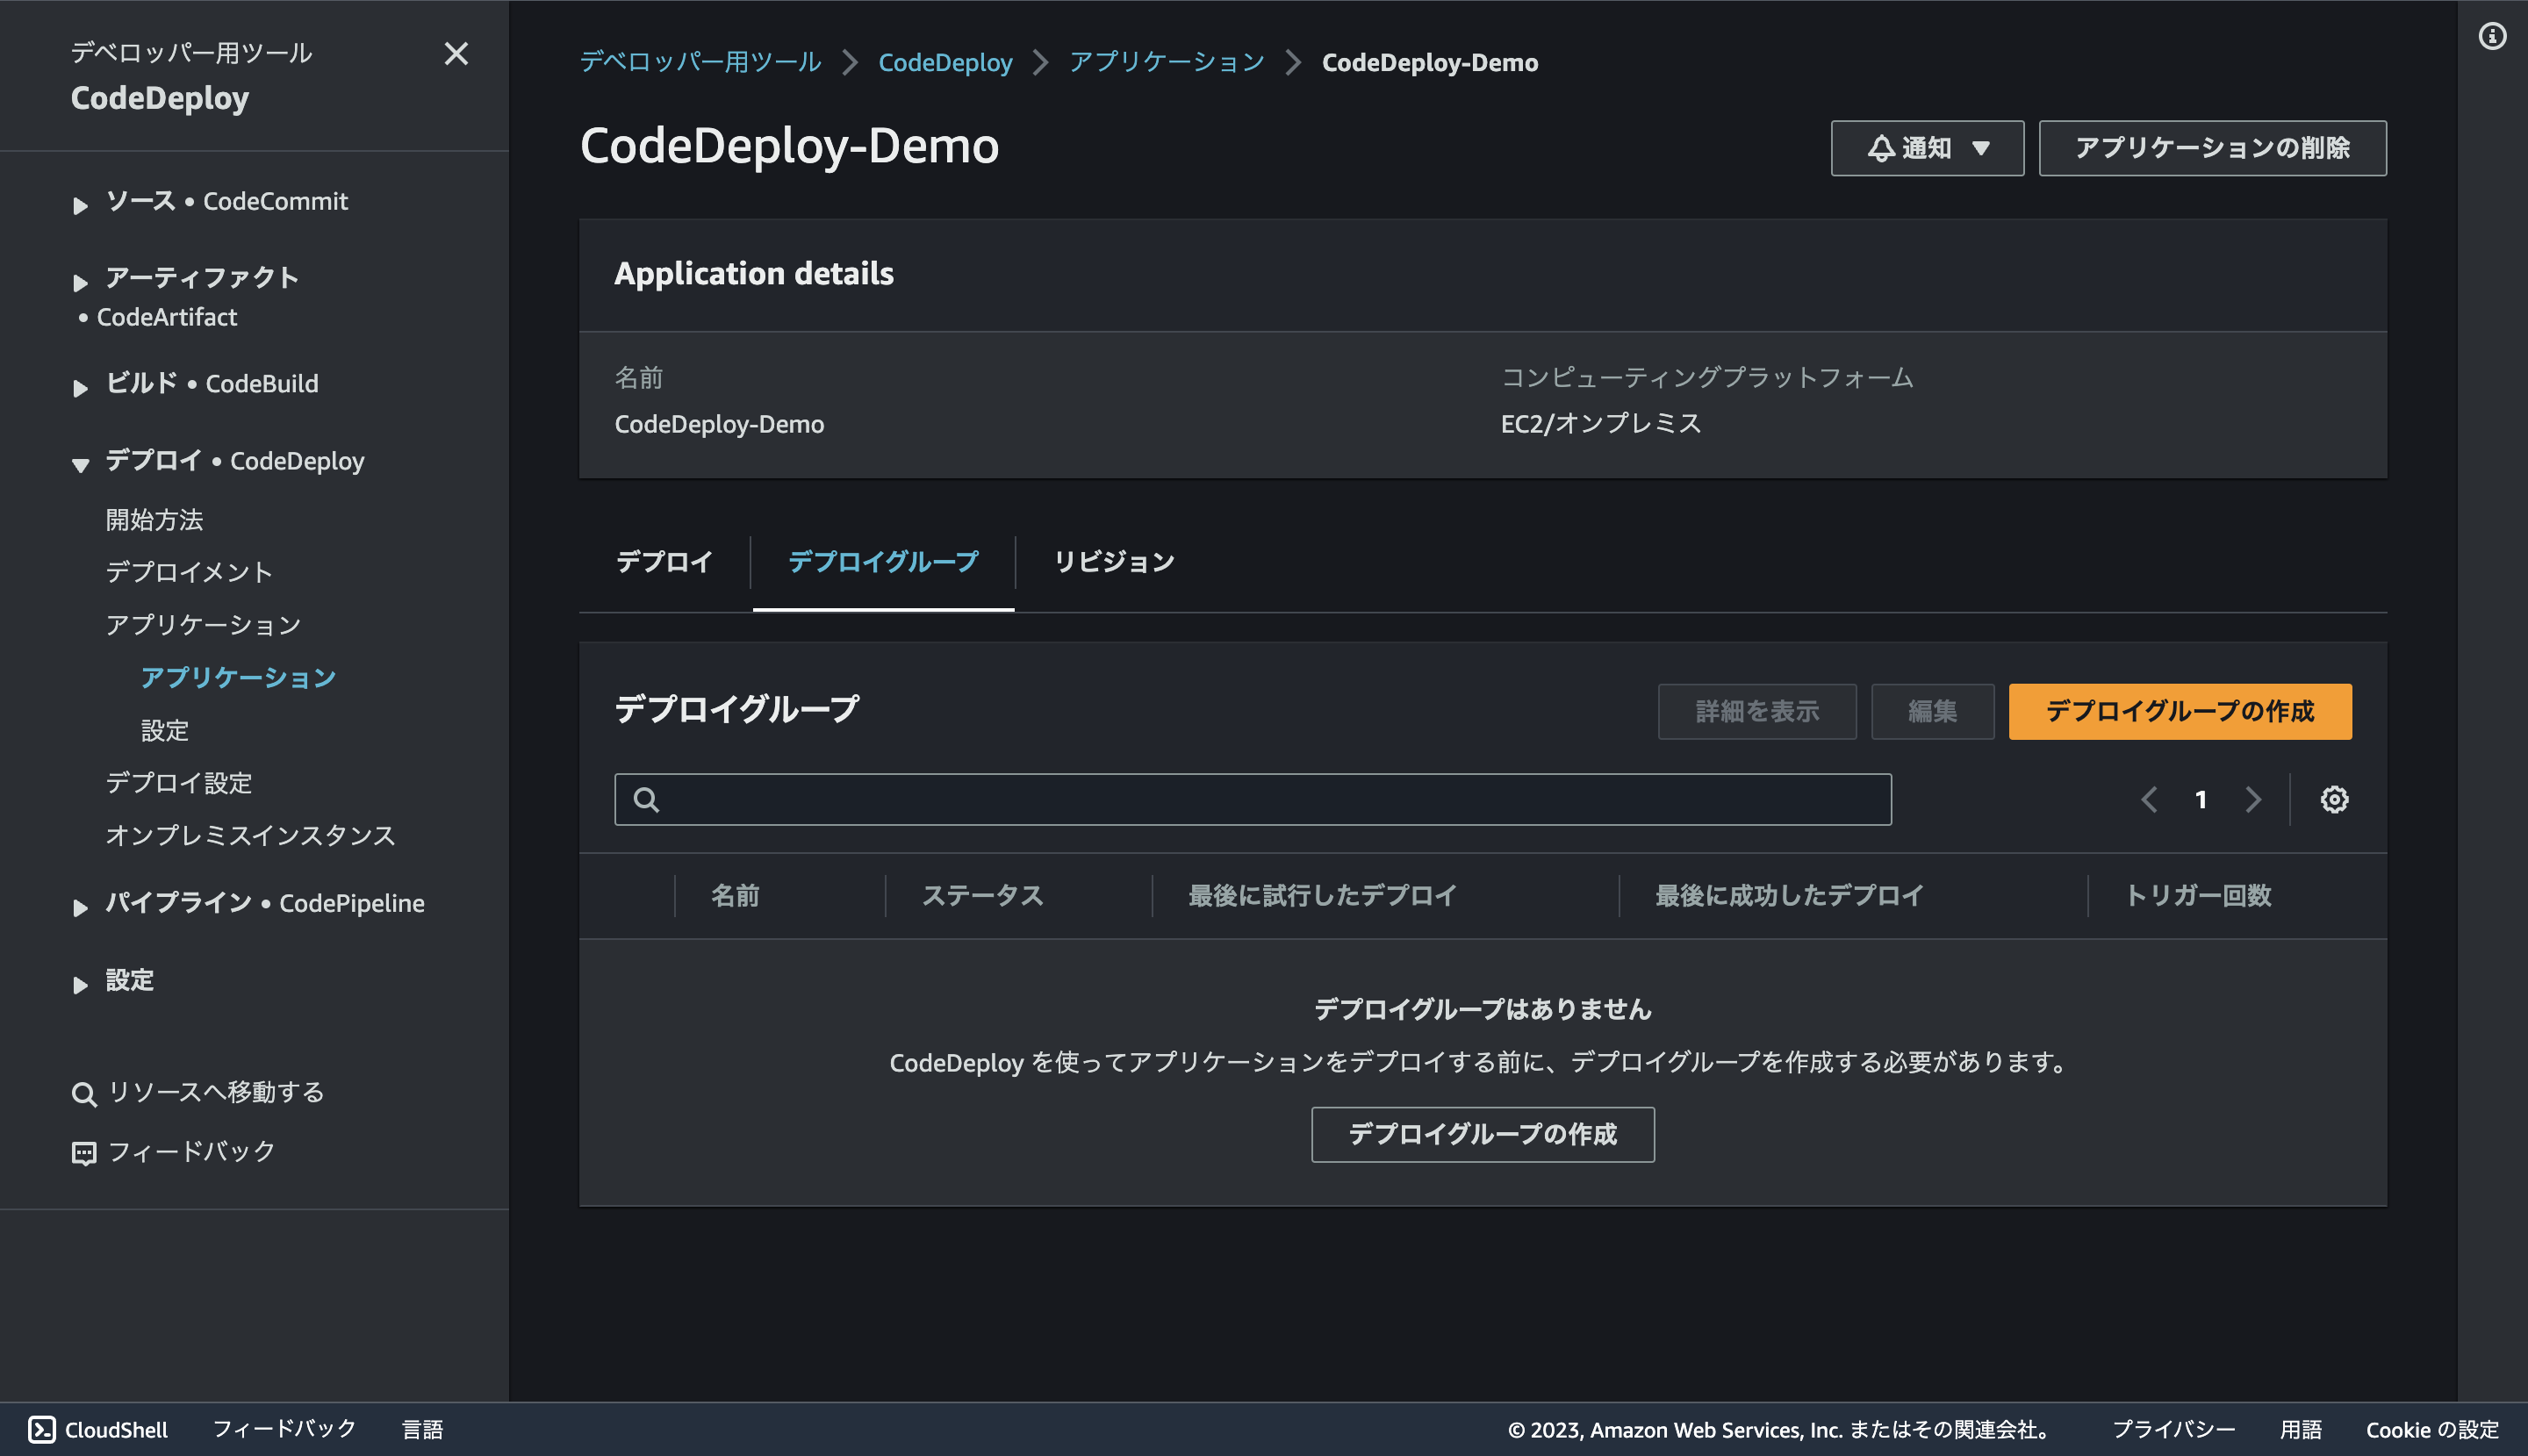 デベロッパー用ツール
CodeDeploy
ソース • CodeCommit
アーティファクト
• CodeArtifact
ビルド • CodeBuild
デプロイ • CodeDeploy
開始方法
デプロイメント
アプリケーション
アプリケーション
設定
デプロイ設定
オンプレミスインスタンス
パイプライン • CodePipeline
設定
リソースへ移動する
フィードバック
デベロッパー用ツール > CodeDeploy > アプリケーション > CodeDeploy-Demo
CodeDeploy-Demo
通知 ▼ アプリケーションの削除
Application details
名前
CodeDeploy-Demo
コンピューティングプラットフォーム
EC2/オンプレミス
デプロイ デプロイグループ リビジョン
デプロイグループ
詳細を表示 編集 デプロイグループの作成
1
名前 ステータス 最後に試行したデプロイ 最後に成功したデプロイ トリガー回数
デプロイグループはありません
CodeDeploy を使ってアプリケーションをデプロイする前に、デプロイグループを作成する必要があります。
デプロイグループの作成
CloudShell フィードバック 言語
© 2023, Amazon Web Services, Inc. またはその関連会社。 プライバシー 用語 Cookie の設定